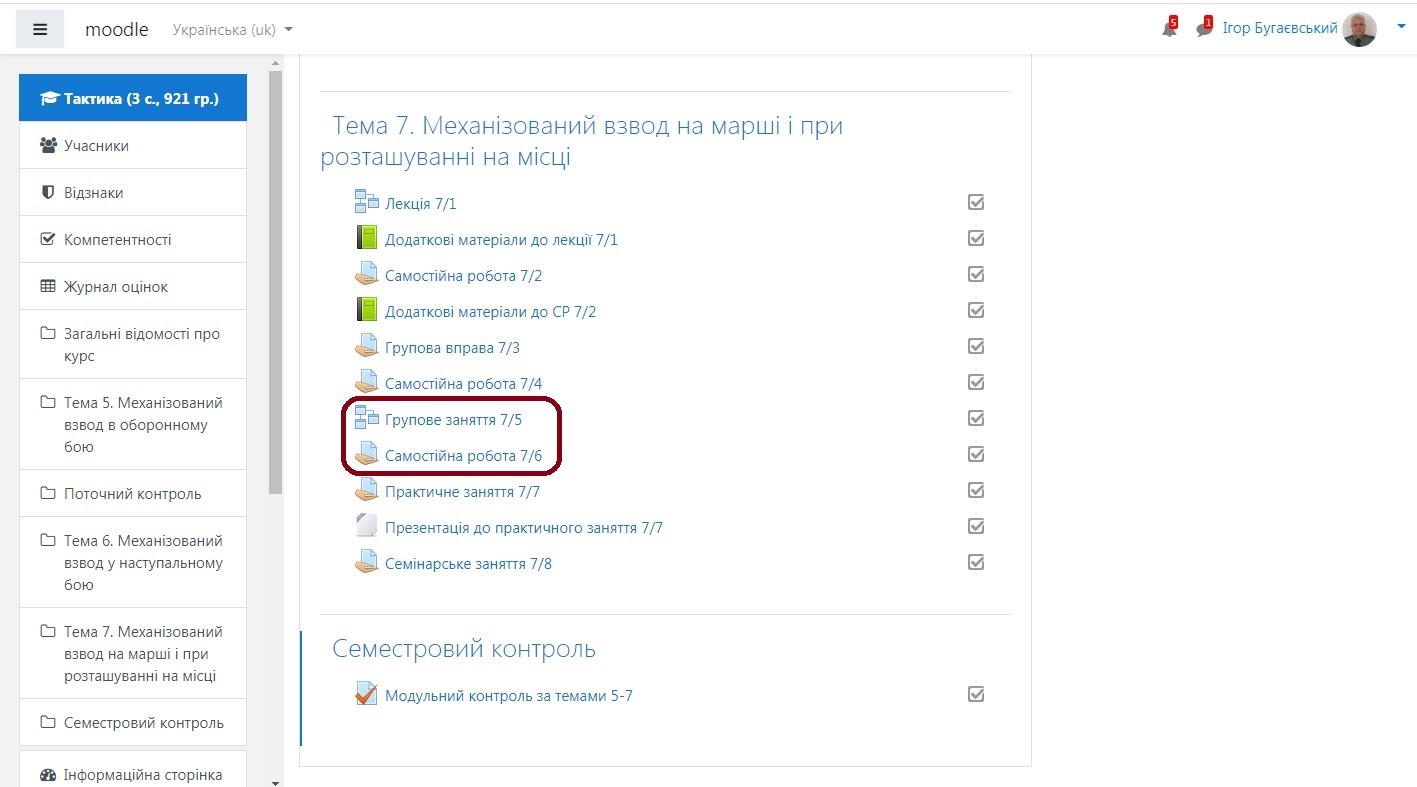 moodle
Українська (uk)
5
1
Ігор Бугаєвський
Тактика (3 с., 921 гр.)
Учасники
Відзнаки
Компетентності
Журнал оцінок
Загальні відомості про
курс
Тема 5. Механізований
взвод в оборонному
бою
Поточний контроль
Тема 6. Механізований
взвод у наступальному
бою
Тема 7. Механізований
взвод на марші і при
розташуванні на місці
Семестровий контроль
Інформаційна сторінка
Тема 7. Механізований взвод на марші і при
розташуванні на місці
Лекція 7/1
Додаткові матеріали до лекції 7/1
Самостійна робота 7/2
Додаткові матеріали до СР 7/2
Групова вправа 7/3
Самостійна робота 7/4
Групове заняття 7/5
Самостійна робота 7/6
Практичне заняття 7/7
Презентація до практичного заняття 7/7
Семінарське заняття 7/8
Семестровий контроль
Модульний контроль за темами 5-7